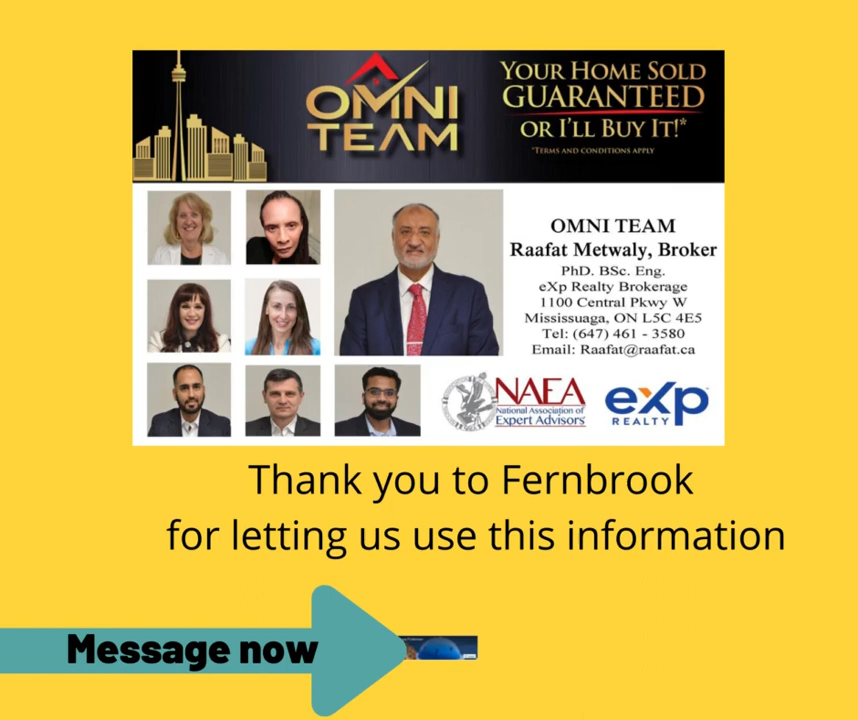 OMNI
TEAM
YOUR HOME SOLD
GUARANTEED
OR I'LL BUY IT!*
*TERMS AND CONDITIONS APPLY
OMNI TEAM
Raafat Metwaly, Broker
PhD. BSc. Eng.
eXp Realty Brokerage
1100 Central Pkwy W
Mississuaga, ON L5C 4E5
Tel: (647) 461 - 3580
Email: Raafat@raafat.ca
NAEA
National Association of
Expert Advisors
eXp
REALTY
Thank you to Fernbrook
for letting us use this information
Message now